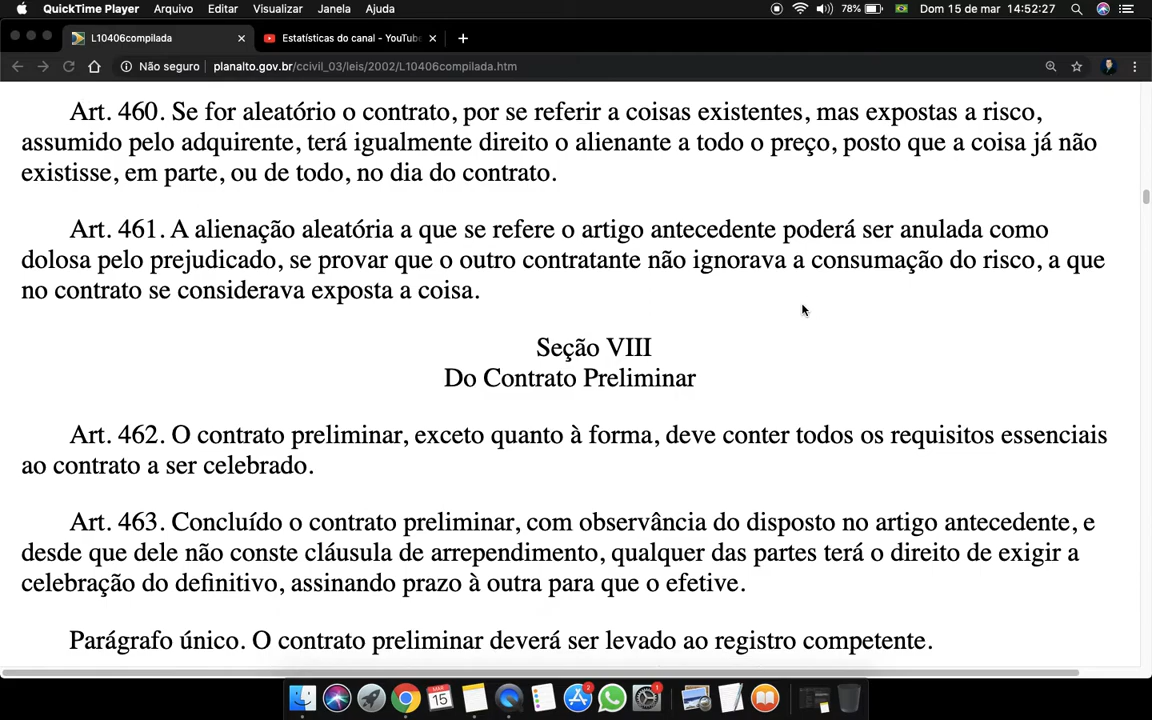 QuickTime Player Arquivo Editar Visualizar Janela Ajuda 78% Dom 15 de mar 14:52:27
L10406compilada Estatísticas do canal - YouTub
Não seguro planalto.gov.br/ccivil_03/leis/2002/L10406compilada.htm
Art. 460. Se for aleatório o contrato, por se referir a coisas existentes, mas expostas a risco,
assumido pelo adquirente, terá igualmente direito o alienante a todo o preço, posto que a coisa já não
existisse, em parte, ou de todo, no dia do contrato.
Art. 461. A alienação aleatória a que se refere o artigo antecedente poderá ser anulada como
dolosa pelo prejudicado, se provar que o outro contratante não ignorava a consumação do risco, a que
no contrato se considerava exposta a coisa.
Seção VIII
Do Contrato Preliminar
Art. 462. O contrato preliminar, exceto quanto à forma, deve conter todos os requisitos essenciais
ao contrato a ser celebrado.
Art. 463. Concluído o contrato preliminar, com observância do disposto no artigo antecedente, e
desde que dele não conste cláusula de arrependimento, qualquer das partes terá o direito de exigir a
celebração do definitivo, assinando prazo à outra para que o efetive.
Parágrafo único. O contrato preliminar deverá ser levado ao registro competente.
15